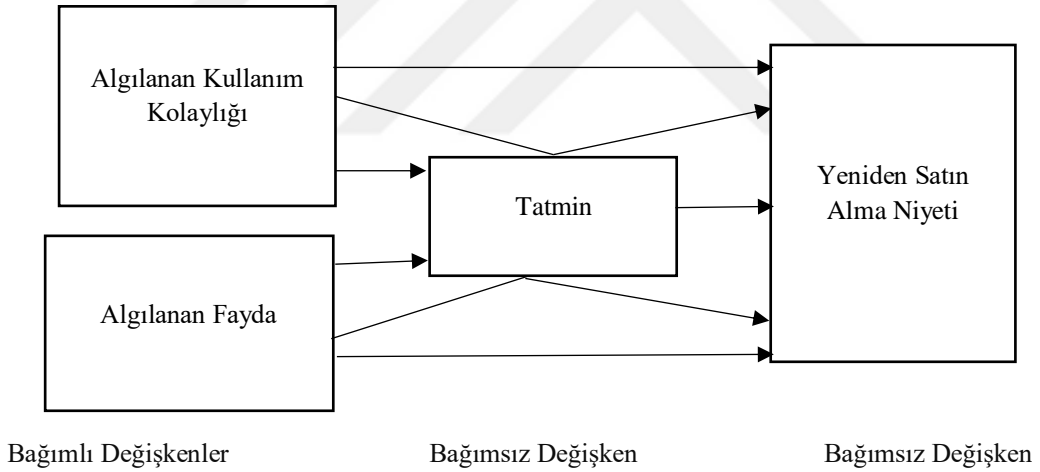 Algılanan Kullanım
Kolaylığı
Tatmin
Yeniden Satın
Alma Niyeti
Algılanan Fayda
Bağımlı Değişkenler
Bağımsız Değişken
Bağımsız Değişken